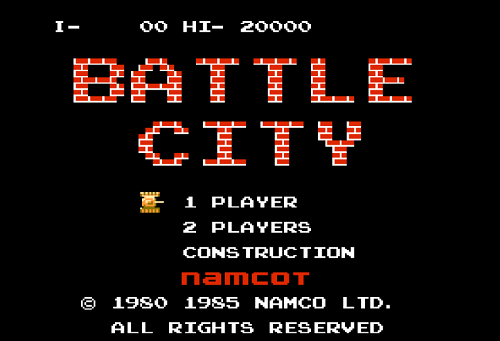 I-     00 HI- 20000
BATTLE
CITY
1 PLAYER
2 PLAYERS
CONSTRUCTION
namcot
© 1980 1985 NAMCO LTD.
ALL RIGHTS RESERVED